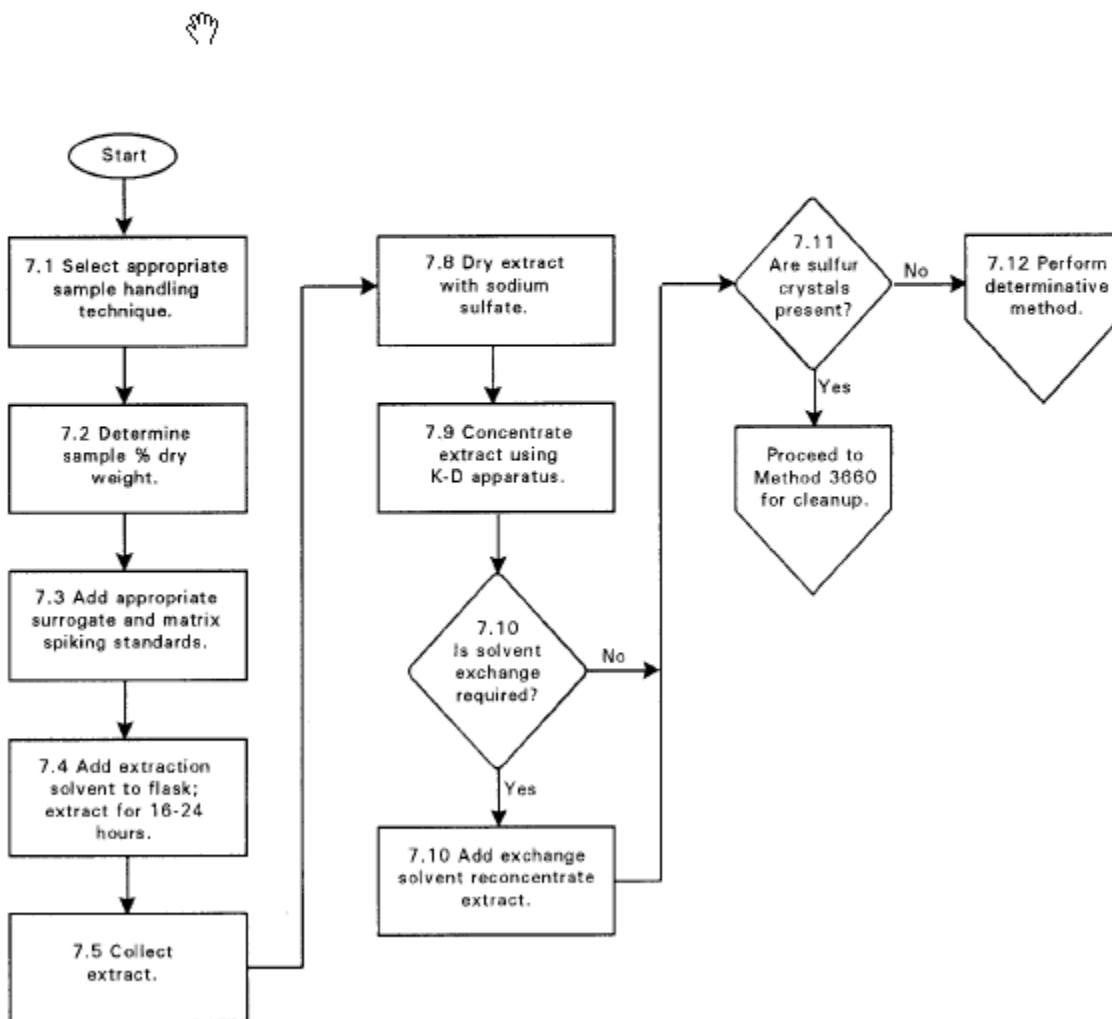 Start
7.1 Select appropriate
sample handling
technique.
7.2 Determine
sample % dry
weight.
7.3 Add appropriate
surrogate and matrix
spiking standards.
7.4 Add extraction
solvent to flask;
extract for 16-24
hours.
7.5 Collect
extract.
7.8 Dry extract
with sodium
sulfate.
7.9 Concentrate
extract using
K-D apparatus.
7.10
Is solvent
exchange
required?
No
Yes
7.10 Add exchange
solvent reconcentrate
extract.
7.11
Are sulfur
crystals
present?
No
Yes
Proceed to
Method 3660
for cleanup.
7.12 Perform
determinative
method.